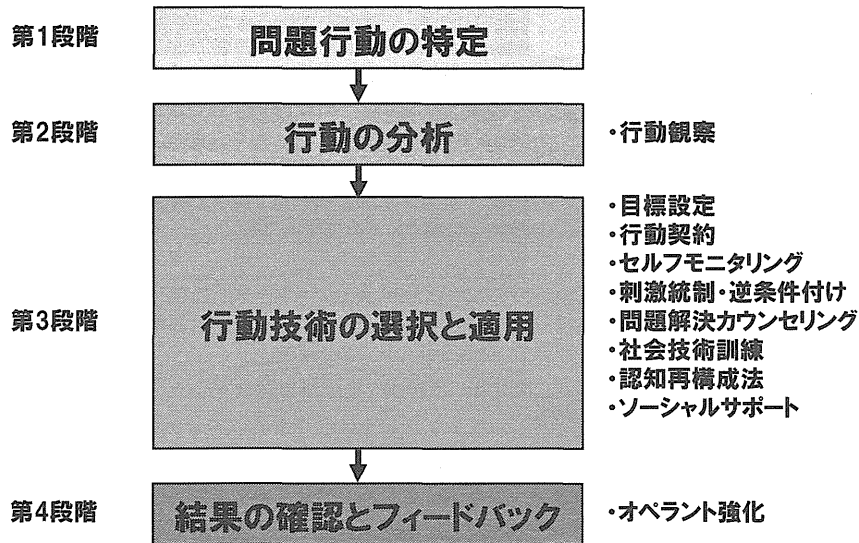 第1段階
問題行動の特定
第2段階
行動の分析
・行動観察
第3段階
行動技術の選択と適用
・目標設定
・行動契約
・セルフモニタリング
・刺激統制・逆条件付け
・問題解決カウンセリング
・社会技術訓練
・認知再構成法
・ソーシャルサポート
第4段階
結果の確認とフィードバック
・オペラント強化